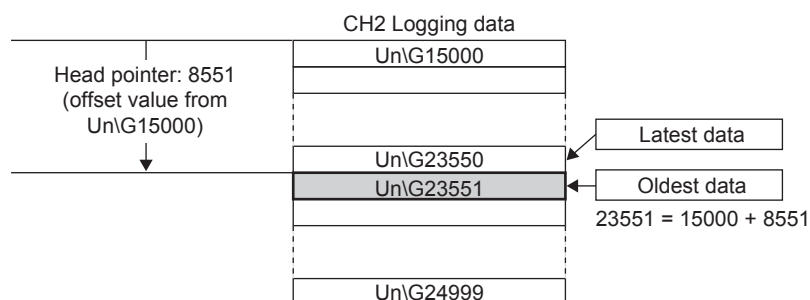 CH2 Logging data
Un\G15000
Head pointer: 8551
(offset value from
Un\G15000)
Latest data
Un\G23550
Un\G23551
Oldest data
23551 = 15000 + 8551
Un\G24999